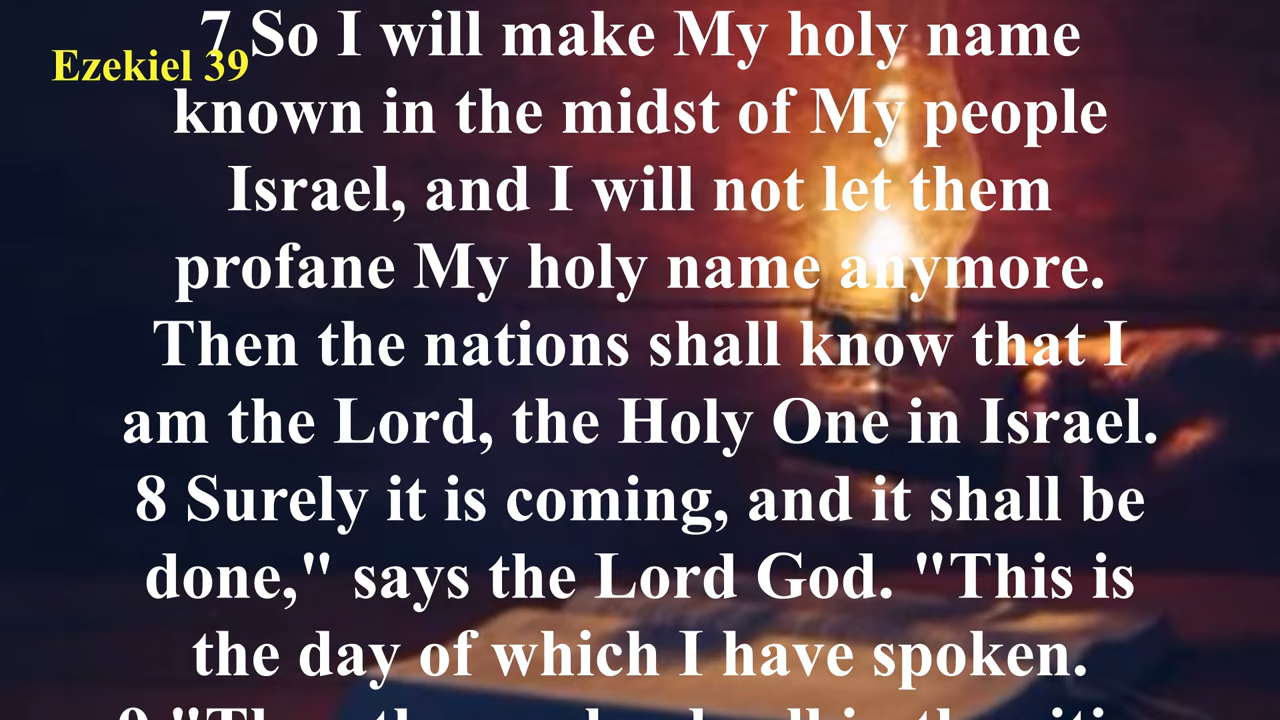 Ezekiel 39
7 So I will make My holy name
known in the midst of My people
Israel, and I will not let them
profane My holy name anymore.
Then the nations shall know that I
am the Lord, the Holy One in Israel.
8 Surely it is coming, and it shall be
done," says the Lord God. "This is
the day of which I have spoken.